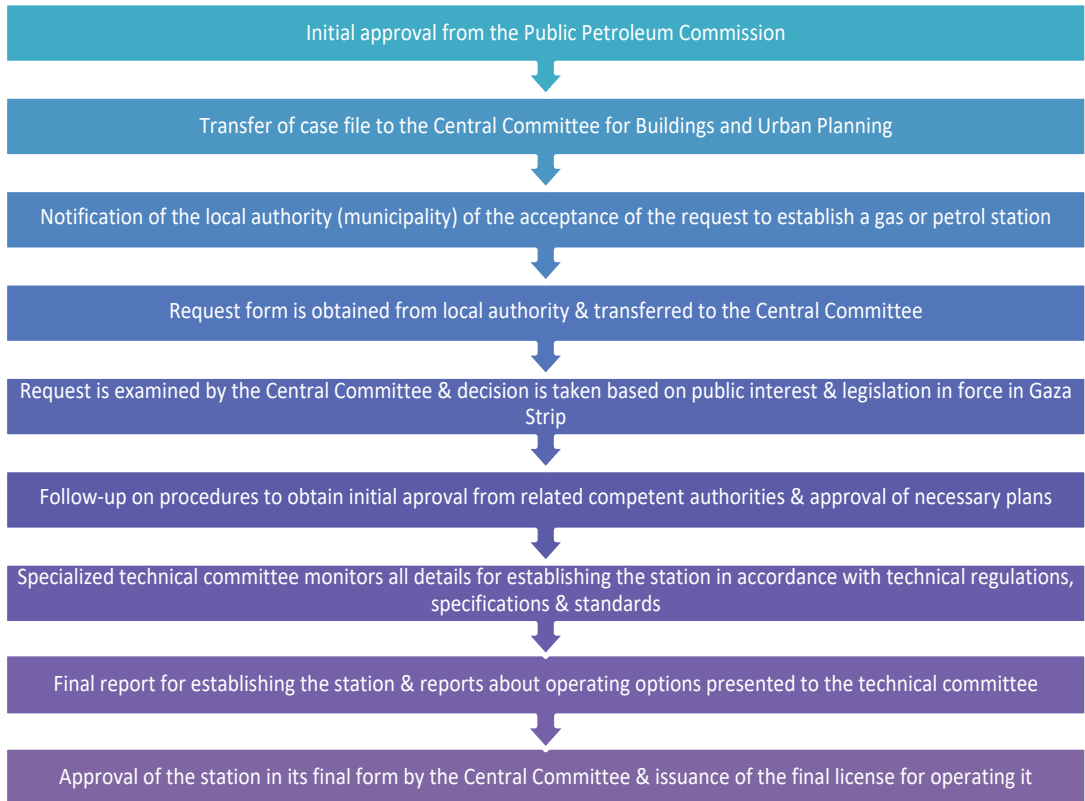 Initial approval from the Public Petroleum Commission
Transfer of case file to the Central Committee for Buildings and Urban Planning
Notification of the local authority (municipality) of the acceptance of the request to establish a gas or petrol station
Request form is obtained from local authority & transferred to the Central Committee
Request is examined by the Central Committee & decision is taken based on public interest & legislation in force in Gaza
Strip
Follow-up on procedures to obtain initial aproval from related competent authorities & approval of necessary plans
Specialized technical committee monitors all details for establishing the station in accordance with technical regulations,
specifications & standards
Final report for establishing the station & reports about operating options presented to the technical committee
Approval of the station in its final form by the Central Committee & issuance of the final license for operating it